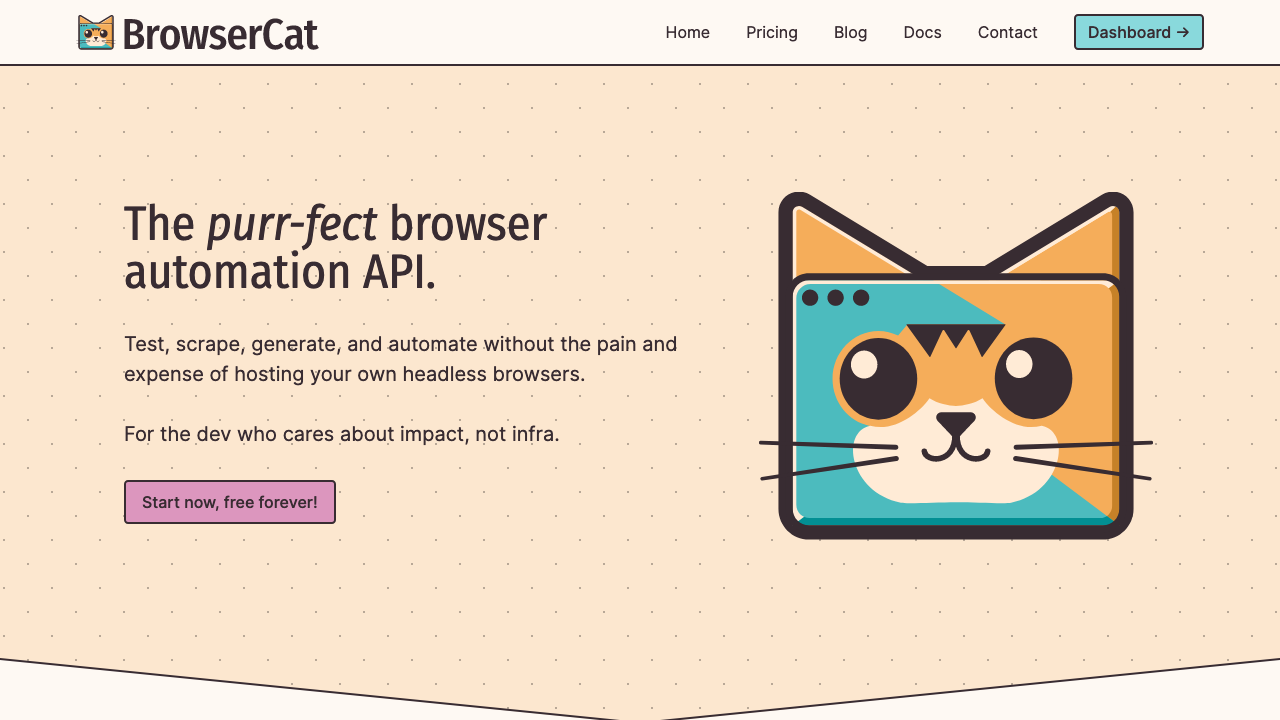 BrowserCat
Home
Pricing
Blog
Docs
Contact
Dashboard →
The purr-fect browser
automation API.
Test, scrape, generate, and automate without the pain and
expense of hosting your own headless browsers.
For the dev who cares about impact, not infra.
Start now, free forever!